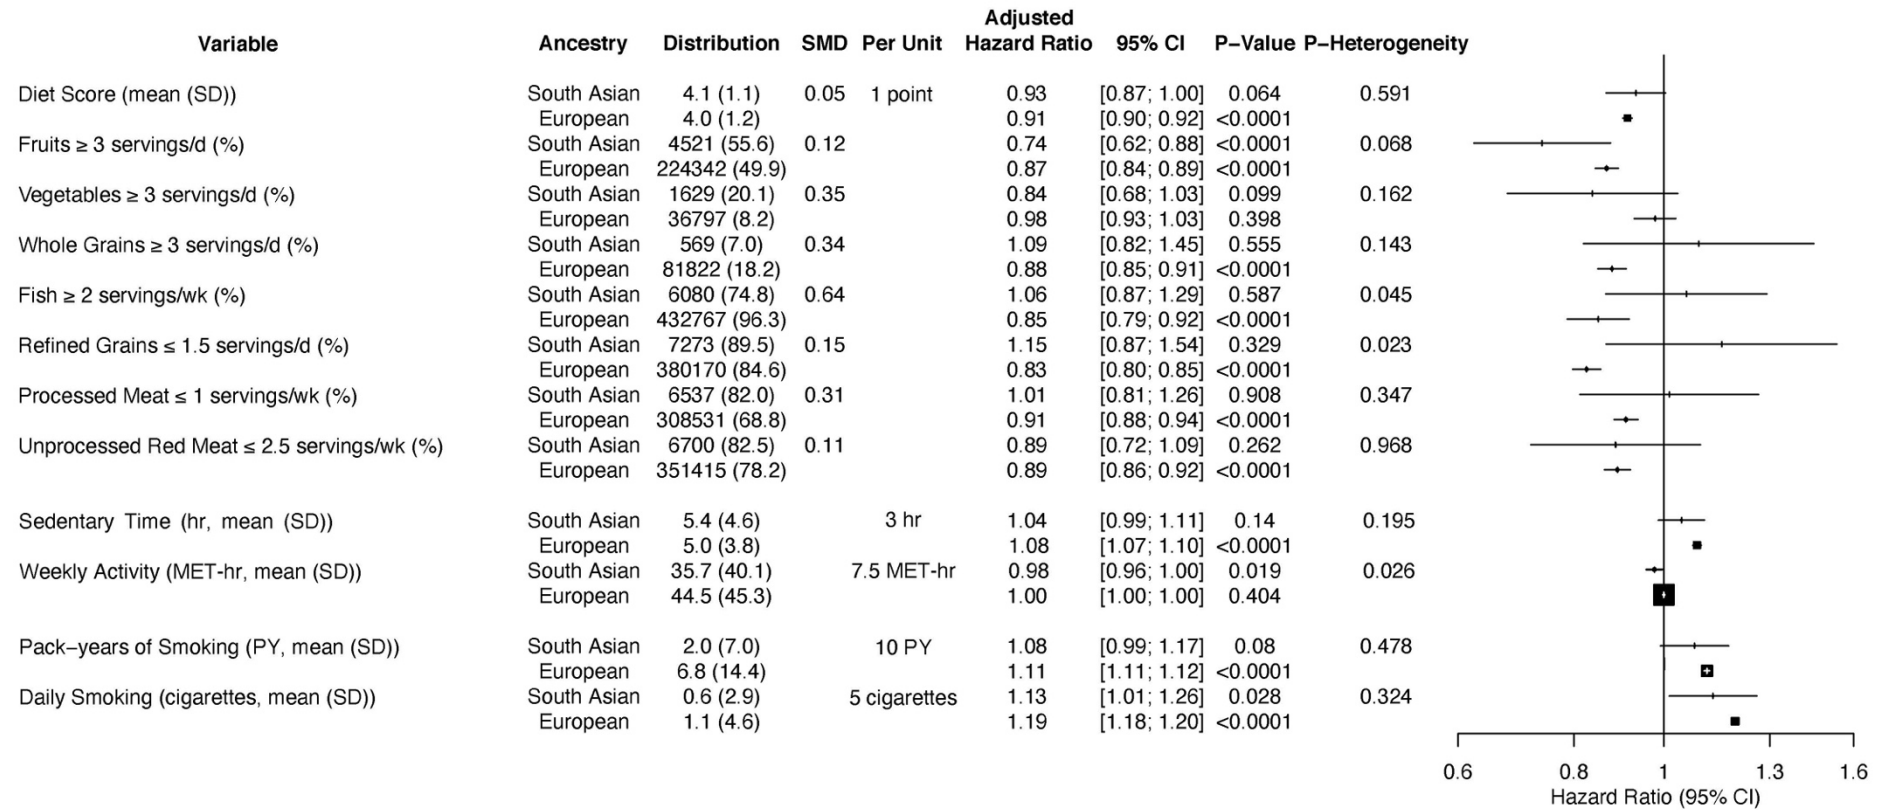 Adjusted
Variable Ancestry Distribution SMD Per Unit Hazard Ratio 95% CI P−Value P−Heterogeneity
Diet Score (mean (SD)) South Asian 4.1 (1.1) 0.05 1 point 0.93 [0.87; 1.00] 0.064 0.591
European 4.0 (1.2) 0.91 [0.90; 0.92] <0.0001
Fruits ≥ 3 servings/d (%) South Asian 4521 (55.6) 0.12 0.74 [0.62; 0.88] <0.0001 0.068
European 224342 (49.9) 0.87 [0.84; 0.89] <0.0001
Vegetables ≥ 3 servings/d (%) South Asian 1629 (20.1) 0.35 0.84 [0.68; 1.03] 0.099 0.162
European 36797 (8.2) 0.98 [0.93; 1.03] 0.398
Whole Grains ≥ 3 servings/d (%) South Asian 569 (7.0) 0.34 1.09 [0.82; 1.45] 0.555 0.143
European 81822 (18.2) 0.88 [0.85; 0.91] <0.0001
Fish ≥ 2 servings/wk (%) South Asian 6080 (74.8) 0.64 1.06 [0.87; 1.29] 0.587 0.045
European 432767 (96.3) 0.85 [0.79; 0.92] <0.0001
Refined Grains ≤ 1.5 servings/d (%) South Asian 7273 (89.5) 0.15 1.15 [0.87; 1.54] 0.329 0.023
European 380170 (84.6) 0.83 [0.80; 0.85] <0.0001
Processed Meat ≤ 1 servings/wk (%) South Asian 6537 (82.0) 0.31 1.01 [0.81; 1.26] 0.908 0.347
European 308531 (68.8) 0.91 [0.88; 0.94] <0.0001
Unprocessed Red Meat ≤ 2.5 servings/wk (%) South Asian 6700 (82.5) 0.11 0.89 [0.72; 1.09] 0.262 0.968
European 351415 (78.2) 0.89 [0.86; 0.92] <0.0001
Sedentary Time (hr, mean (SD)) South Asian 5.4 (4.6) 3 hr 1.04 [0.99; 1.11] 0.14 0.195
European 5.0 (3.8) 1.08 [1.07; 1.10] <0.0001
Weekly Activity (MET-hr, mean (SD)) South Asian 35.7 (40.1) 7.5 MET-hr 0.98 [0.96; 1.00] 0.019 0.026
European 44.5 (45.3) 1.00 [1.00; 1.00] 0.404
Pack−years of Smoking (PY, mean (SD)) South Asian 2.0 (7.0) 10 PY 1.08 [0.99; 1.17] 0.08 0.478
European 6.8 (14.4) 1.11 [1.11; 1.12] <0.0001
Daily Smoking (cigarettes, mean (SD)) South Asian 0.6 (2.9) 5 cigarettes 1.13 [1.01; 1.26] 0.028 0.324
European 1.1 (4.6) 1.19 [1.18; 1.20] <0.0001
0.6 0.8 1 1.3 1.6
Hazard Ratio (95% CI)